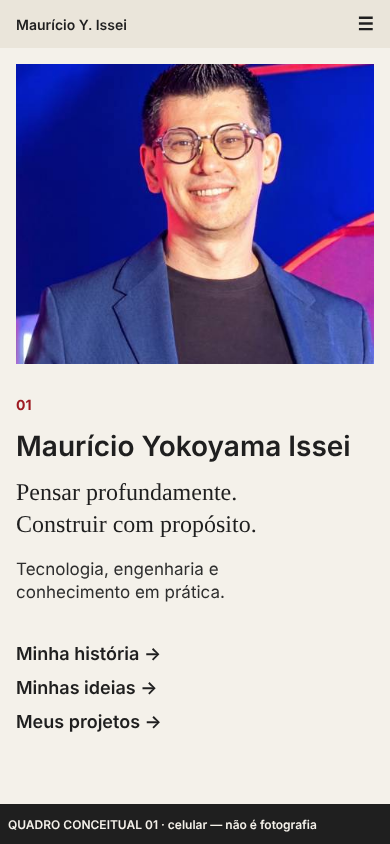 Maurício Y. Issei
01
Maurício Yokoyama Issei
Pensar profundamente.
Construir com propósito.
Tecnologia, engenharia e
conhecimento em prática.
Minha história →
Minhas ideias →
Meus projetos →
QUADRO CONCEITUAL 01 · celular — não é fotografia